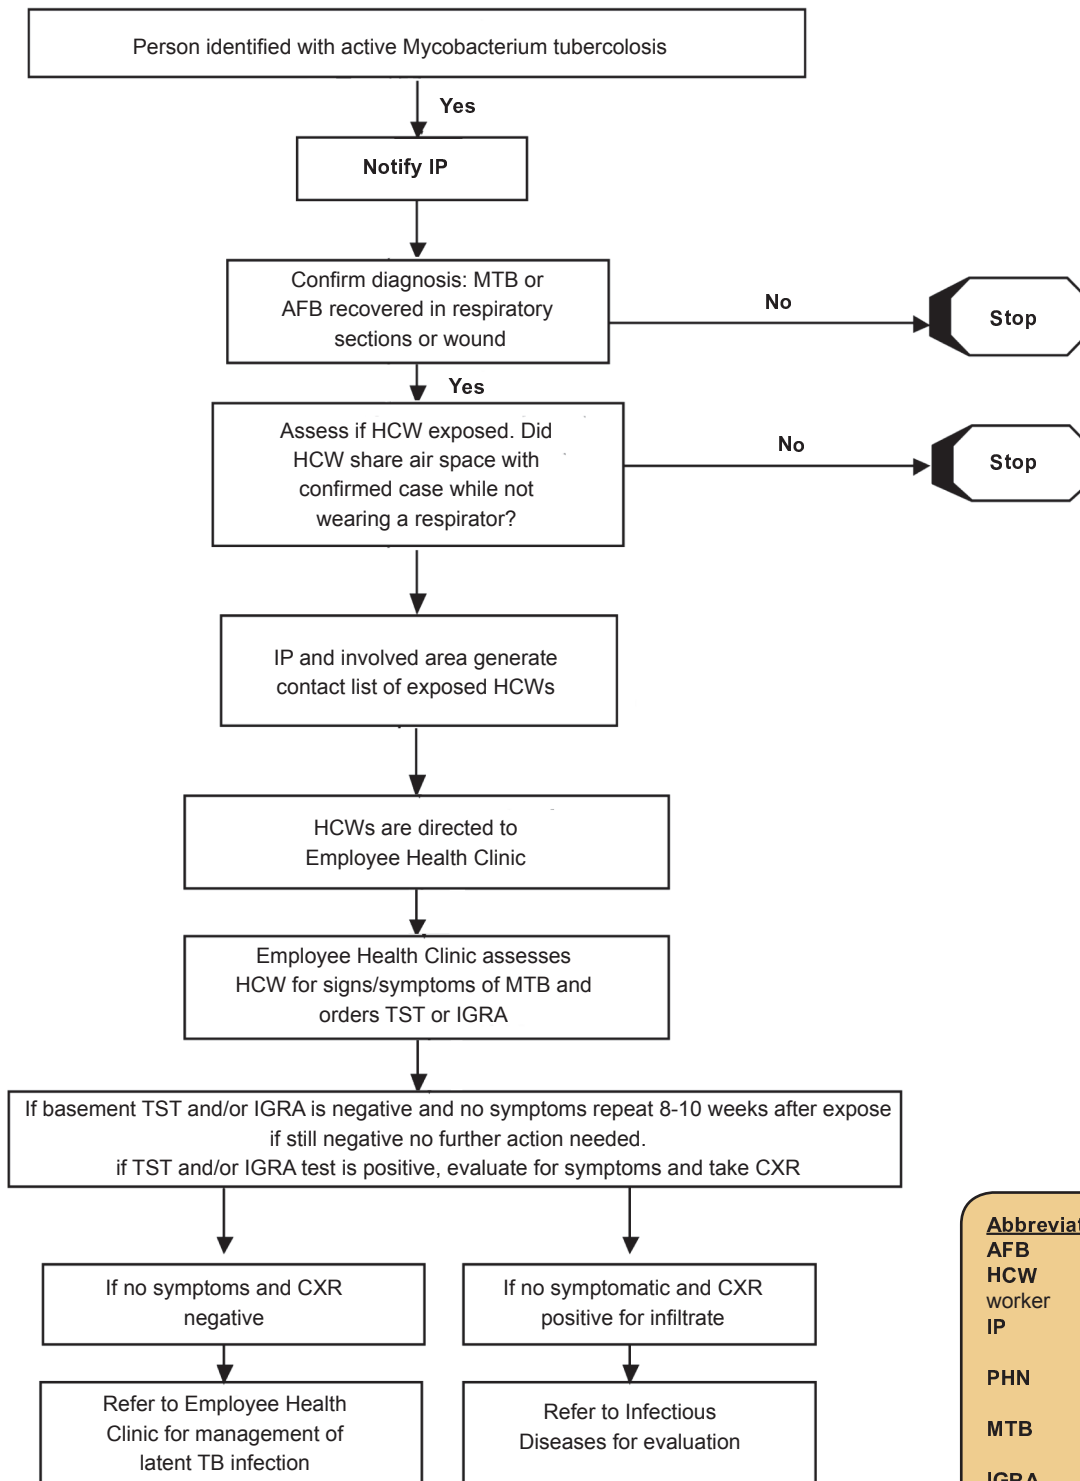 Person identified with active Mycobacterium tubercolosis
Yes
Notify IP
Confirm diagnosis: MTB or
AFB recovered in respiratory
sections or wound
No
Stop
Yes
Assess if HCW exposed. Did
HCW share air space with
confirmed case while not
wearing a respirator?
No
Stop
IP and involved area generate
contact list of exposed HCWs
HCWs are directed to
Employee Health Clinic
Employee Health Clinic assesses
HCW for signs/symptoms of MTB and
orders TST or IGRA
If basement TST and/or IGRA is negative and no symptoms repeat 8-10 weeks after expose
if still negative no further action needed.
if TST and/or IGRA test is positive, evaluate for symptoms and take CXR
If no symptoms and CXR
negative
If no symptomatic and CXR
positive for infiltrate
Refer to Employee Health
Clinic for management of
latent TB infection
Refer to Infectious
Diseases for evaluation
Abbreviat
AFB
HCW
worker
IP
PHN
MTB
IGRA